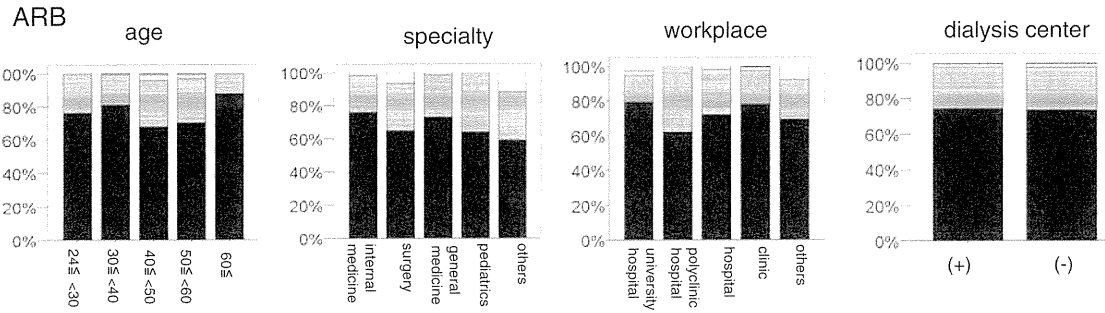 ARB
age
00%
80%
60%
40%
20%
0%
24≦ <30
30≦ <40
40≦ <50
50≦ <60
60≦
specialty
100%
80%
60%
40%
20%
0%
internal
medicine
surgery
general
medicine
pediatrics
others
workplace
100%
80%
60%
40%
20%
0%
university
hospital
polyclinic
hospital
hospital
clinic
others
dialysis center
100%
80%
60%
40%
20%
0%
(+)
(-)